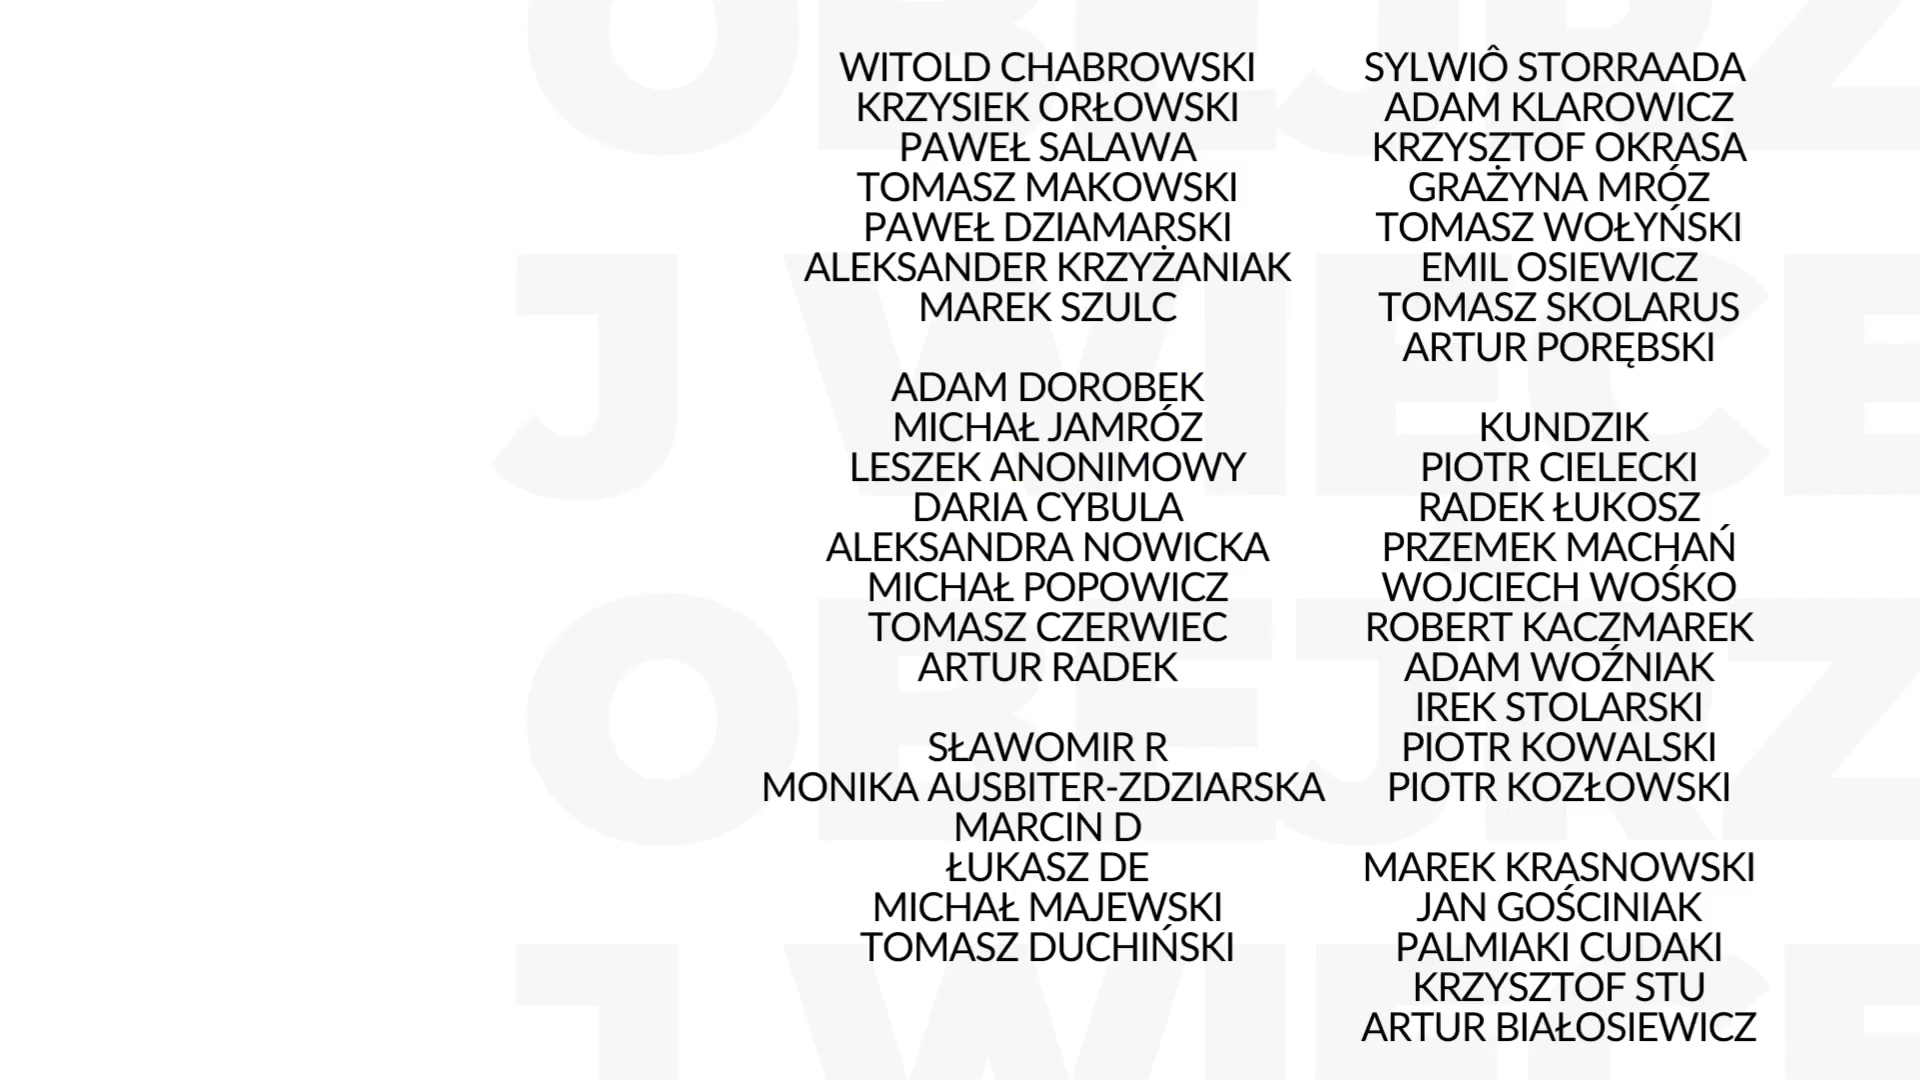 WITOLD CHABROWSKI
KRZYSIEK ORŁOWSKI
PAWEŁ SALAWA
TOMASZ MAKOWSKI
PAWEŁ DZIAMARSKI
ALEKSANDER KRZYŻANIAK
MAREK SZULC
ADAM DOROBEK
MICHAŁ JAMRÓZ
LESZEK ANONIMOWY
DARIA CYBULA
ALEKSANDRA NOWICKA
MICHAŁ POPOWICZ
TOMASZ CZERWIEC
ARTUR RADEK
SŁAWOMIR R
MONIKA AUSBITER-ZDZIARSKA
MARCIN D
ŁUKASZ DE
MICHAŁ MAJEWSKI
TOMASZ DUCHIŃSKI
SYLWIÔ STORRAADA
ADAM KLAROWICZ
KRZYSZTOF OKRASA
GRAŻYNA MRÓZ
TOMASZ WOŁYŃSKI
EMIL OSIEWICZ
TOMASZ SKOLARUS
ARTUR PORĘBSKI
KUNDZIK
PIOTR CIELECKI
RADEK ŁUKOSZ
PRZEMEK MACHAŃ
WOJCIECH WOŚKO
ROBERT KACZMAREK
ADAM WOŹNIAK
IREK STOLARSKI
PIOTR KOWALSKI
PIOTR KOZŁOWSKI
MAREK KRASNOWSKI
JAN GOŚCINIAK
PALMIAKI CUDAKI
KRZYSZTOF STU
ARTUR BIAŁOSIEWICZ